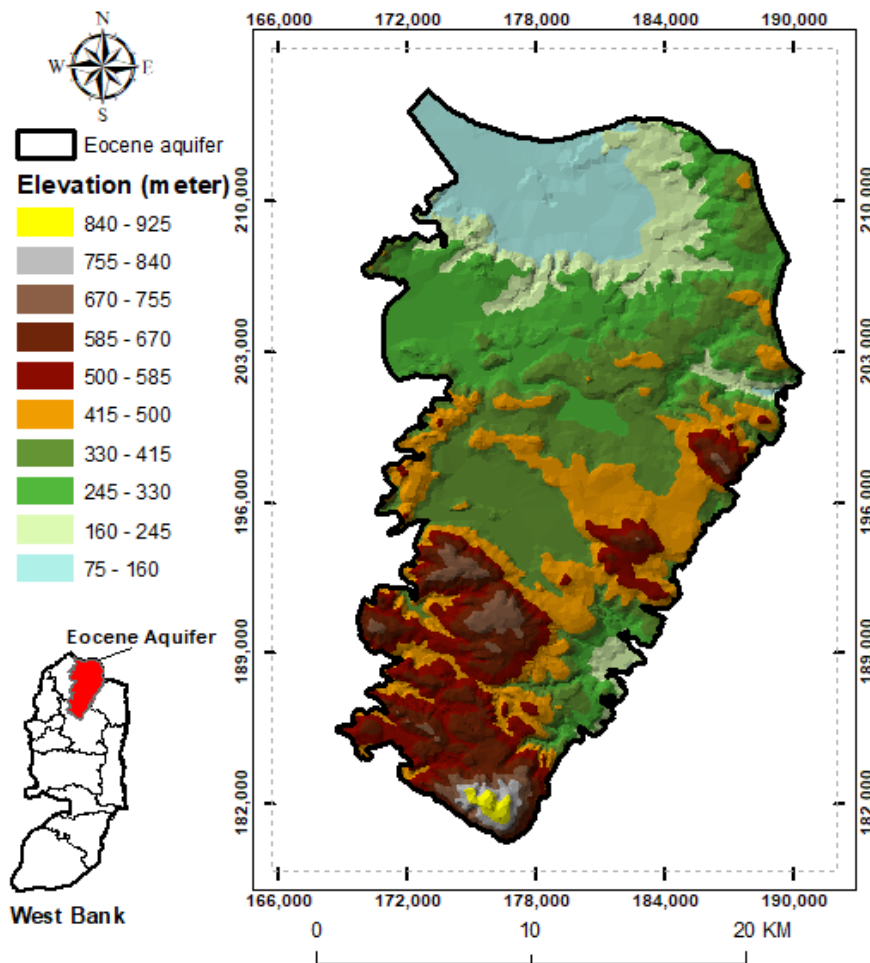 N
W E
S
Eocene aquifer
Elevation (meter)
840 - 925
755 - 840
670 - 755
585 - 670
500 - 585
415 - 500
330 - 415
245 - 330
160 - 245
75 - 160
Eocene Aquifer
West Bank
166,000 172,000 178,000 184,000 190,000
210,000 210,000
203,000 203,000
196,000 196,000
189,000 189,000
182,000 182,000
166,000 172,000 178,000 184,000 190,000
0 10 20 KM